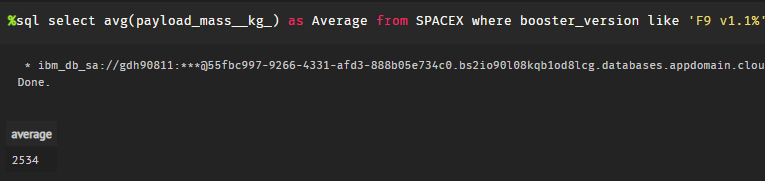 %sql select avg(payload_mass__kg_) as Average from SPACEX where booster_version like 'F9 v1.1%'
* ibm_db_sa://gdh90811:***@55fbc997-9266-4331-afd3-888b05e734c0.bs2io90l08kqb1od8lcg.databases.appdomain.clou
Done.
average
2534